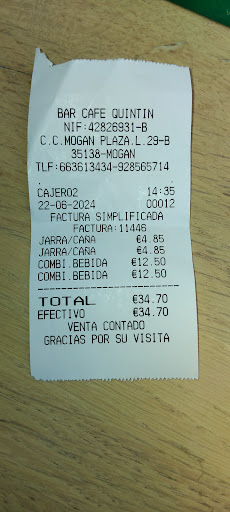 BAR CAFE QUINTIN
NIF:42826931-B
C.C.MOGAN PLAZA.L.29-B
35138-MOGAN
TLF:663613434-928565714
.
CAJERO2 14:35
22-06-2024 00012
FACTURA SIMPLIFICADA
FACTURA:11446
JARRA/CAÑA €4.85
JARRA/CAÑA €4.85
COMBI.BEBIDA €12.50
COMBI.BEBIDA €12.50
TOTAL €34.70
EFECTIVO €34.70
VENTA CONTADO
GRACIAS POR SU VISITA